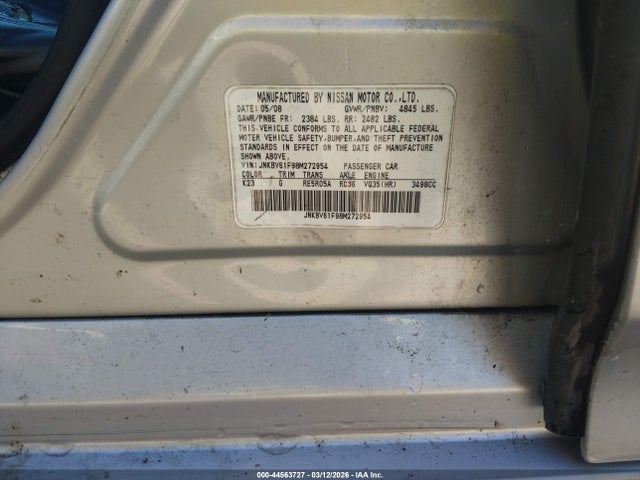 MANUFACTURED BY NISSAN MOTOR CO.,LTD.
DATE: 05/08 GVWR/PNBV: 4845 LBS.
GAWR/PNBE FR: 2384 LBS. RR: 2482 LBS.
THIS VEHICLE CONFORMS TO ALL APPLICABLE FEDERAL
MOTOR VEHICLE SAFETY, BUMPER, AND THEFT PREVENTION
STANDARDS IN EFFECT ON THE DATE OF MANUFACTURE
SHOWN ABOVE.
VIN: JNKBV61F98M272954 PASSENGER CAR
COLOR TRIM TRANS AXLE ENGINE
K23 G RE5R05A RC36 VQ35(HR) 3498CC
JNKBV61F98M272954
000-44563727 - 03/12/2026 - IAA Inc.